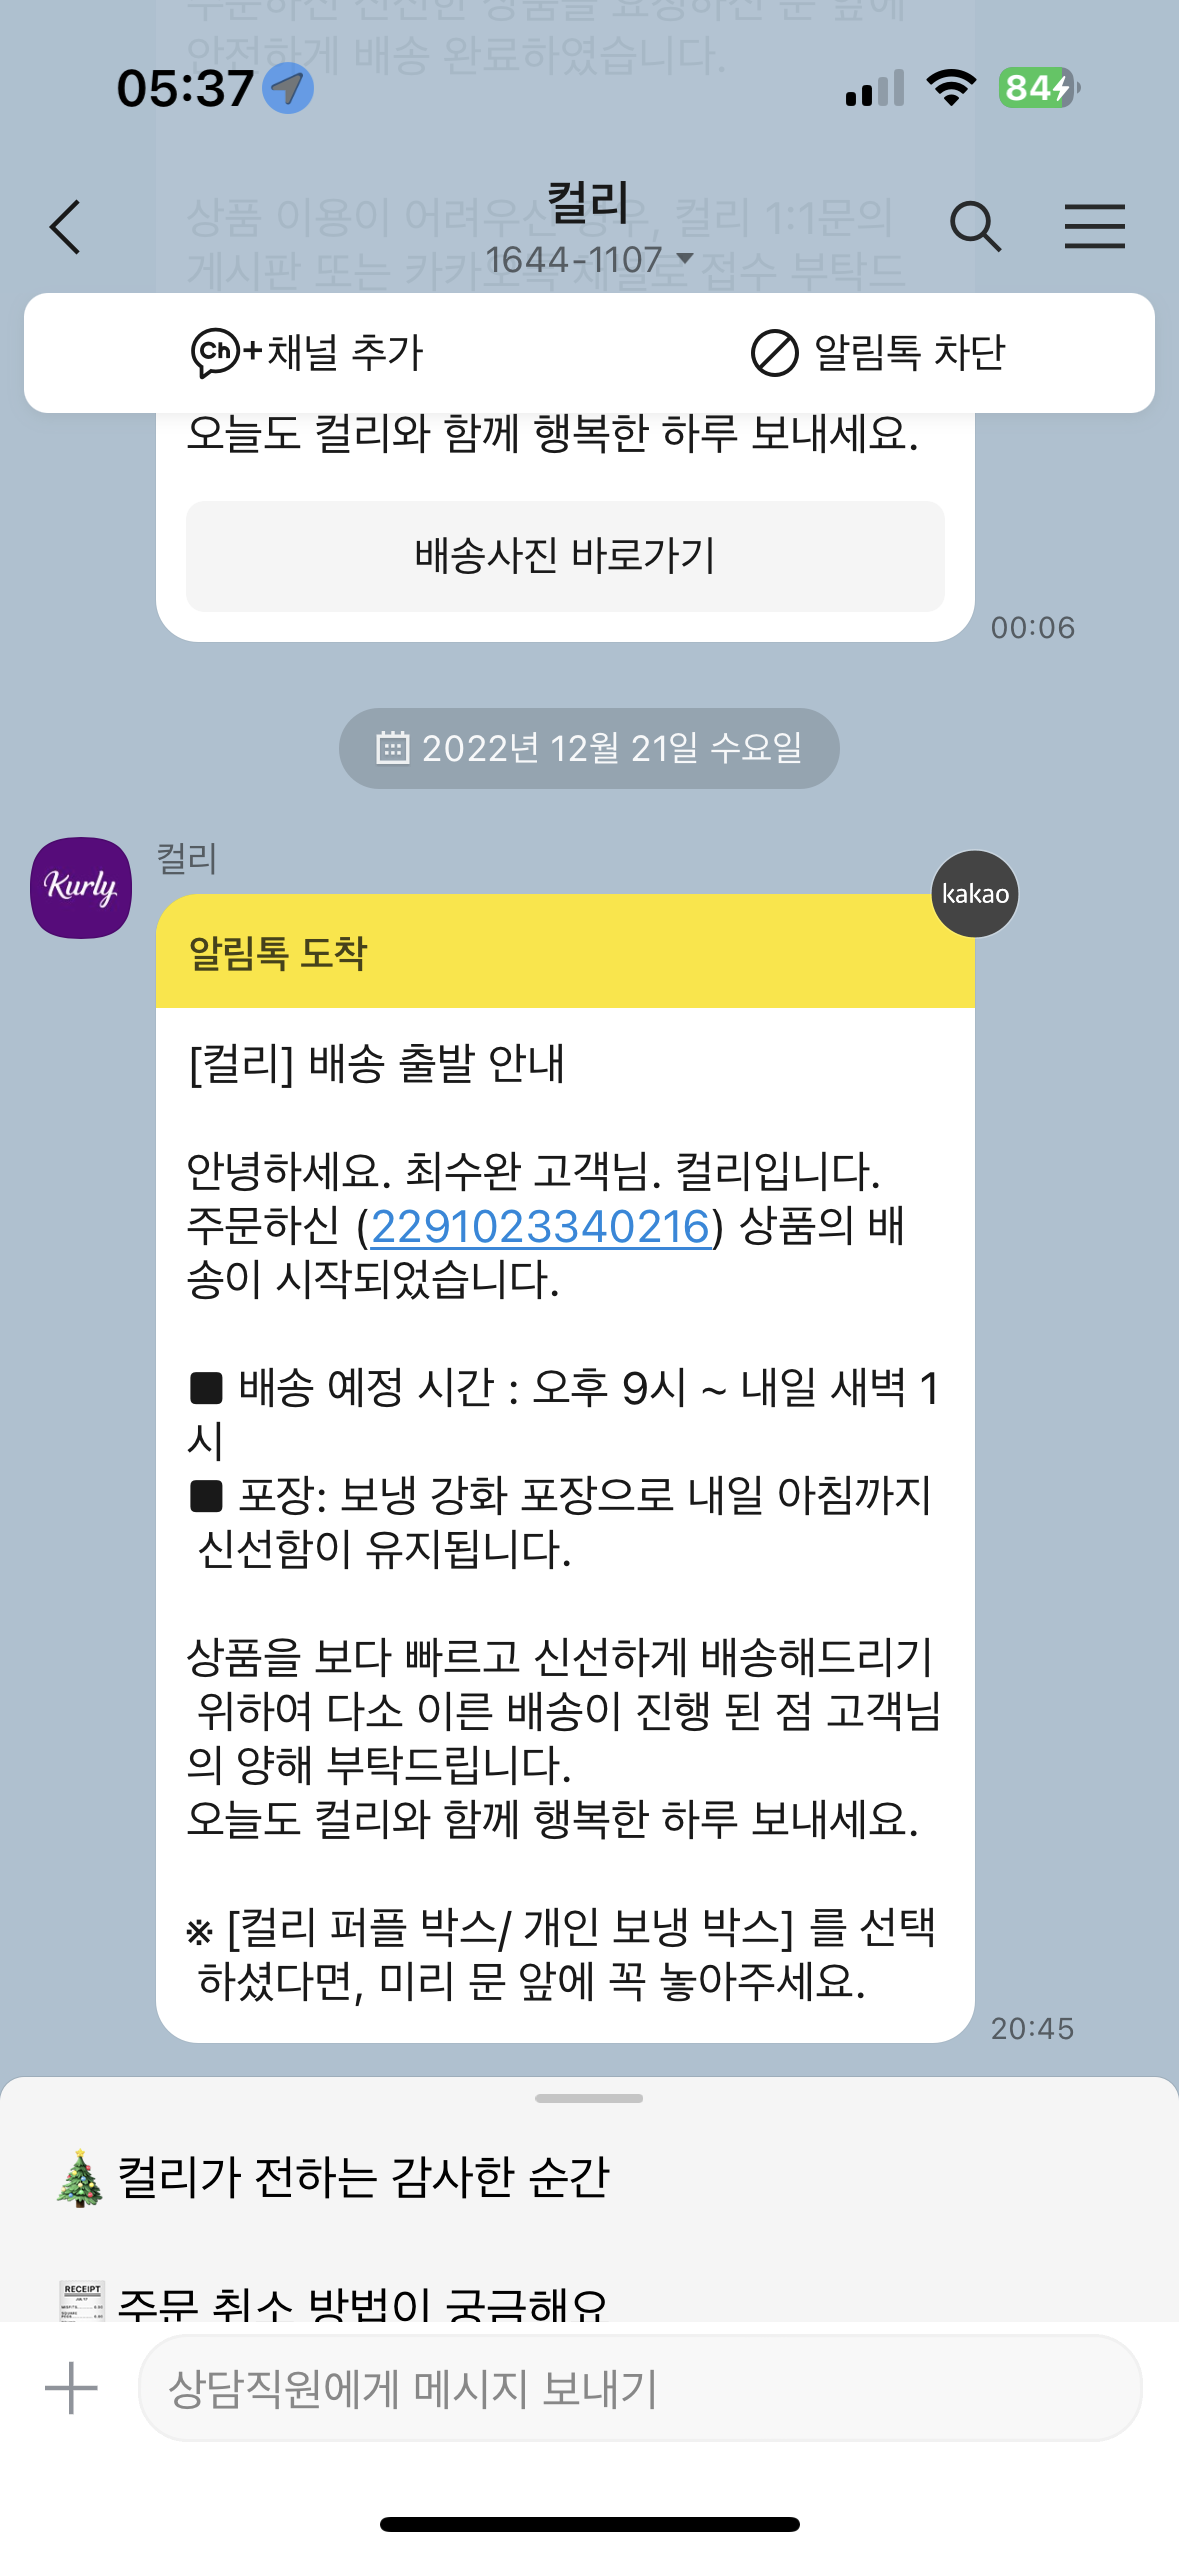 주문하신 신선한 상품을 요청하신 문 앞에
안전하게 배송 완료하였습니다.
05:37
84
상품 이용이 어려우신 경우, 컬리 1:1문의
컬리
1644-1107
게시판 또는 카카오톡 채널로 접수 부탁드
Ch+ 채널 추가
알림톡 차단
오늘도 컬리와 함께 행복한 하루 보내세요.
배송사진 바로가기
00:06
2022년 12월 21일 수요일
Kurly
컬리
kakao
알림톡 도착
[컬리] 배송 출발 안내
안녕하세요. 최수완 고객님. 컬리입니다.
주문하신 (2291023340216) 상품의 배
송이 시작되었습니다.
■ 배송 예정 시간 : 오후 9시 ~ 내일 새벽 1
시
■ 포장: 보냉 강화 포장으로 내일 아침까지
신선함이 유지됩니다.
상품을 보다 빠르고 신선하게 배송해드리기
위하여 다소 이른 배송이 진행 된 점 고객님
의 양해 부탁드립니다.
오늘도 컬리와 함께 행복한 하루 보내세요.
※ [컬리 퍼플 박스/ 개인 보냉 박스] 를 선택
하셨다면, 미리 문 앞에 꼭 놓아주세요.
20:45
컬리가 전하는 감사한 순간
RECEIPT
주문 취소 방법이 궁금해요
상담직원에게 메시지 보내기